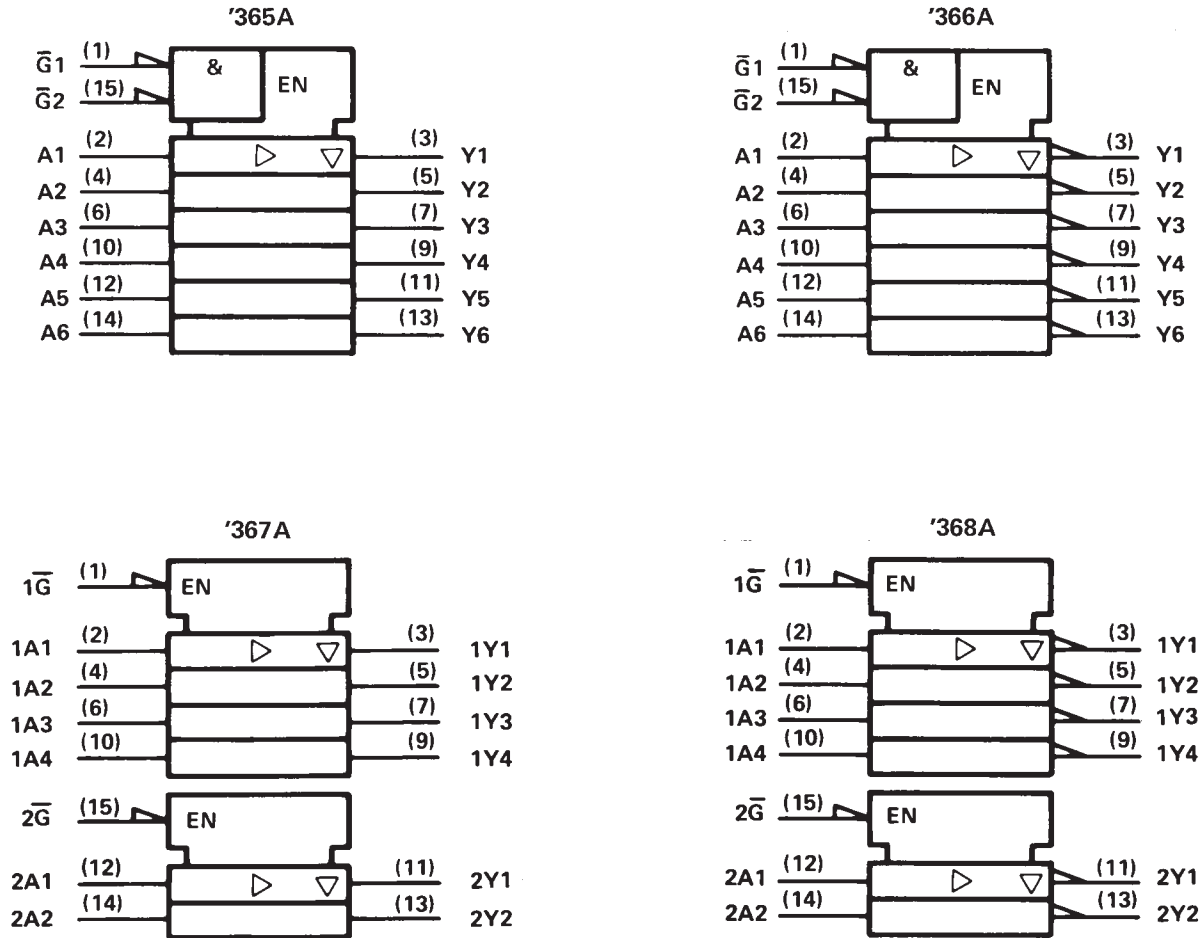 '365A
G̅1 (1) & EN
G̅2 (15)
A1 (2) (3) Y1
A2 (4) (5) Y2
A3 (6) (7) Y3
A4 (10) (9) Y4
A5 (12) (11) Y5
A6 (14) (13) Y6
'366A
G̅1 (1) & EN
G̅2 (15)
A1 (2) (3) Y1
A2 (4) (5) Y2
A3 (6) (7) Y3
A4 (10) (9) Y4
A5 (12) (11) Y5
A6 (14) (13) Y6
'367A
1G̅ (1) EN
1A1 (2) (3) 1Y1
1A2 (4) (5) 1Y2
1A3 (6) (7) 1Y3
1A4 (10) (9) 1Y4
2G̅ (15) EN
2A1 (12) (11) 2Y1
2A2 (14) (13) 2Y2
'368A
1G̅ (1) EN
1A1 (2) (3) 1Y1
1A2 (4) (5) 1Y2
1A3 (6) (7) 1Y3
1A4 (10) (9) 1Y4
2G̅ (15) EN
2A1 (12) (11) 2Y1
2A2 (14) (13) 2Y2